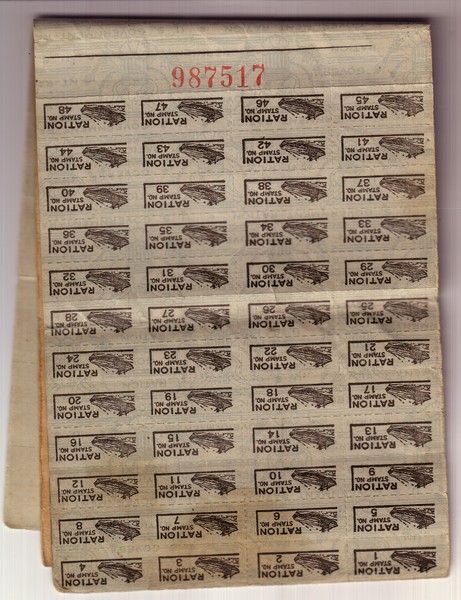 987517
RATION STAMP NO. 1
RATION STAMP NO. 2
RATION STAMP NO. 3
RATION STAMP NO. 4
RATION STAMP NO. 5
RATION STAMP NO. 6
RATION STAMP NO. 7
RATION STAMP NO. 8
RATION STAMP NO. 9
RATION STAMP NO. 10
RATION STAMP NO. 11
RATION STAMP NO. 12
RATION STAMP NO. 13
RATION STAMP NO. 14
RATION STAMP NO. 15
RATION STAMP NO. 16
RATION STAMP NO. 17
RATION STAMP NO. 18
RATION STAMP NO. 19
RATION STAMP NO. 20
RATION STAMP NO. 21
RATION STAMP NO. 22
RATION STAMP NO. 23
RATION STAMP NO. 24
RATION STAMP NO. 25
RATION STAMP NO. 26
RATION STAMP NO. 27
RATION STAMP NO. 28
RATION STAMP NO. 29
RATION STAMP NO. 30
RATION STAMP NO. 31
RATION STAMP NO. 32
RATION STAMP NO. 33
RATION STAMP NO. 34
RATION STAMP NO. 35
RATION STAMP NO. 36
RATION STAMP NO. 37
RATION STAMP NO. 38
RATION STAMP NO. 39
RATION STAMP NO. 40
RATION STAMP NO. 41
RATION STAMP NO. 42
RATION STAMP NO. 43
RATION STAMP NO. 44
RATION STAMP NO. 45
RATION STAMP NO. 46
RATION STAMP NO. 47
RATION STAMP NO. 48